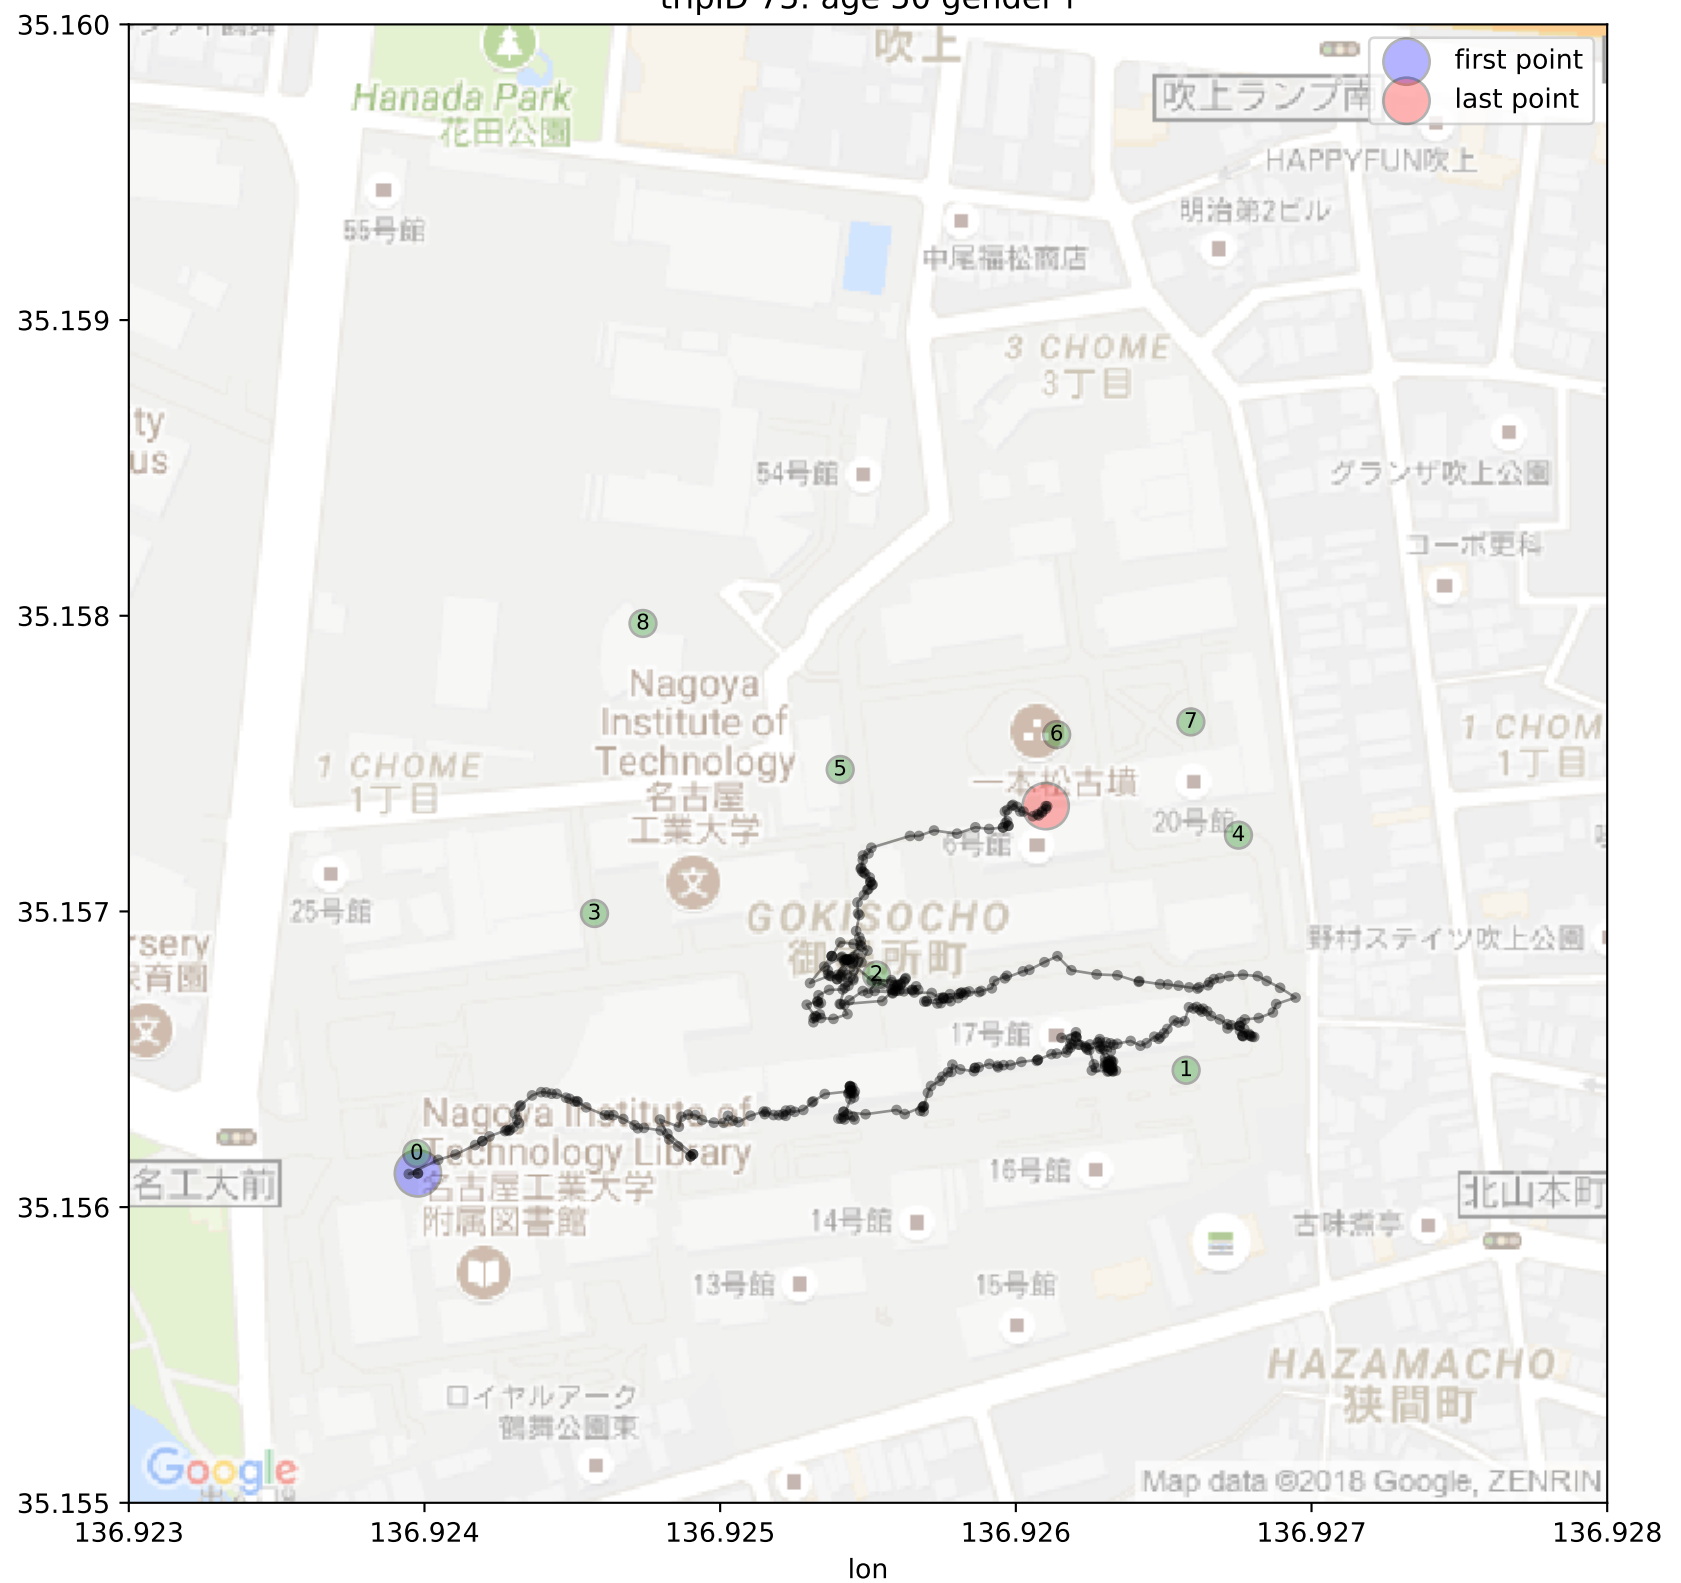 35.160
吹上
first point
last point
Hanada Park
花田公園
吹上ランプ南
HAPPYFUN吹上
55号館
明治第2ビル
中尾福松商店
35.159
3 CHOME
3丁目
ty
us
54号館
グランザ吹上公園
コーポ更科
35.158
8
Nagoya
Institute of
Technology
名古屋
工業大学
7
6
1 CHOM
1丁目
5
1 CHOME
1丁目
一本松古墳
20号館
4
6号館
35.157
25号館
3
GOKISOCHO
所町
2
野村ステイツ吹上公園
rsery
保育園
17号館
1
Nagoya Institute of
Technology Library
名古屋工業大学
附属図書館
0
名工大前
16号館
北山本町
35.156
14号館
古味煮亭
13号館
15号館
HAZAMACHO
狭間町
ロイヤルアーク
鶴舞公園東
Google
Map data ©2018 Google, ZENRIN
35.155
136.923
136.924
136.925
136.926
136.927
136.928
lon